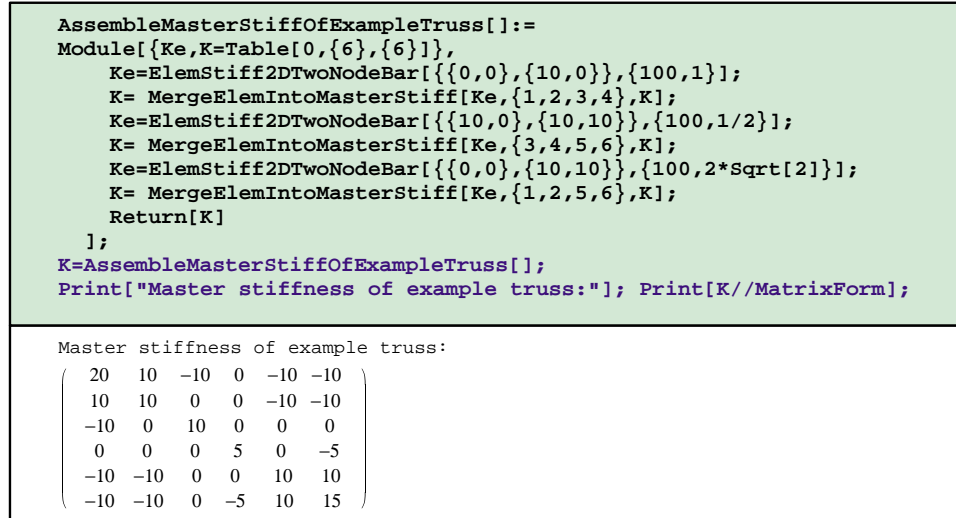 AssembleMasterStiffOfExampleTruss[]:=
Module[{Ke,K=Table[0,{6},{6}]},
Ke=ElemStiff2DTwoNodeBar[{{0,0},{10,0}},{100,1}];
K= MergeElemIntoMasterStiff[Ke,{1,2,3,4},K];
Ke=ElemStiff2DTwoNodeBar[{{10,0},{10,10}},{100,1/2}];
K= MergeElemIntoMasterStiff[Ke,{3,4,5,6},K];
Ke=ElemStiff2DTwoNodeBar[{{0,0},{10,10}},{100,2*Sqrt[2]}];
K= MergeElemIntoMasterStiff[Ke,{1,2,5,6},K];
Return[K]
];
K=AssembleMasterStiffOfExampleTruss[];
Print["Master stiffness of example truss:"]; Print[K//MatrixForm];
Master stiffness of example truss:
20 10 −10 0 −10 −10
10 10 0 0 −10 −10
−10 0 10 0 0 0
0 0 0 5 0 −5
−10 −10 0 0 10 10
−10 −10 0 −5 10 15